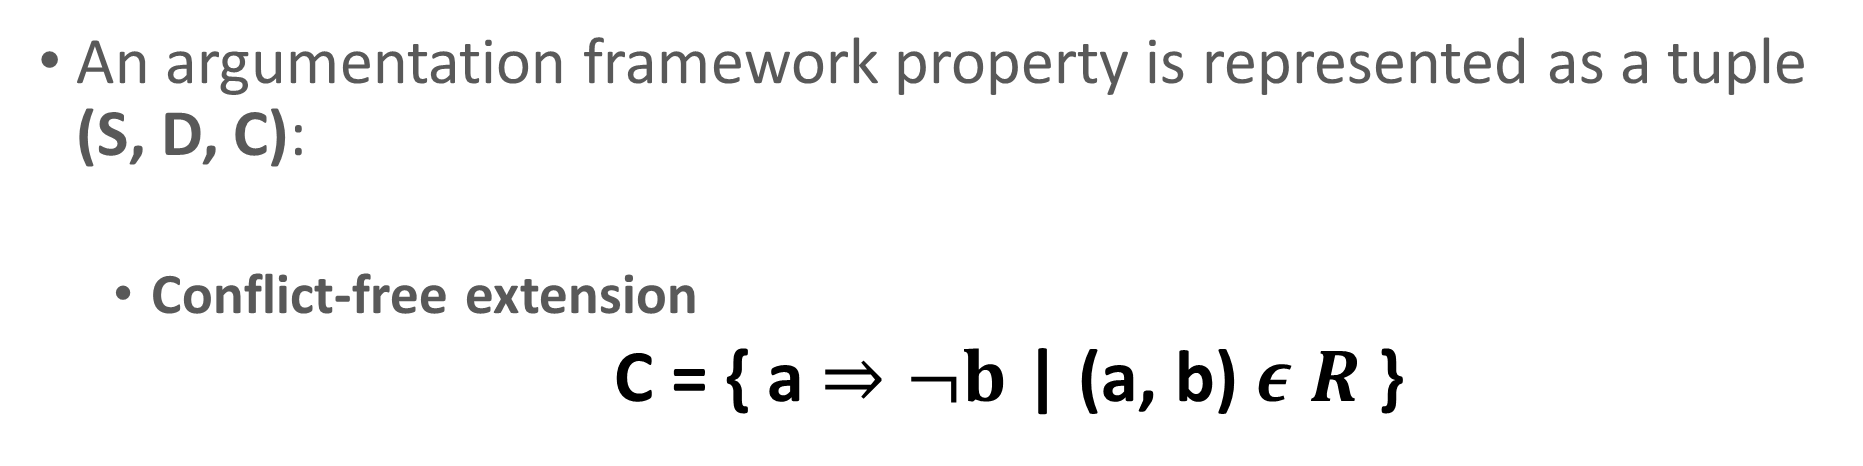 • An argumentation framework property is represented as a tuple
(S, D, C):
• Conflict-free extension
C = { a ⇒ ¬b | (a, b) ϵ R }